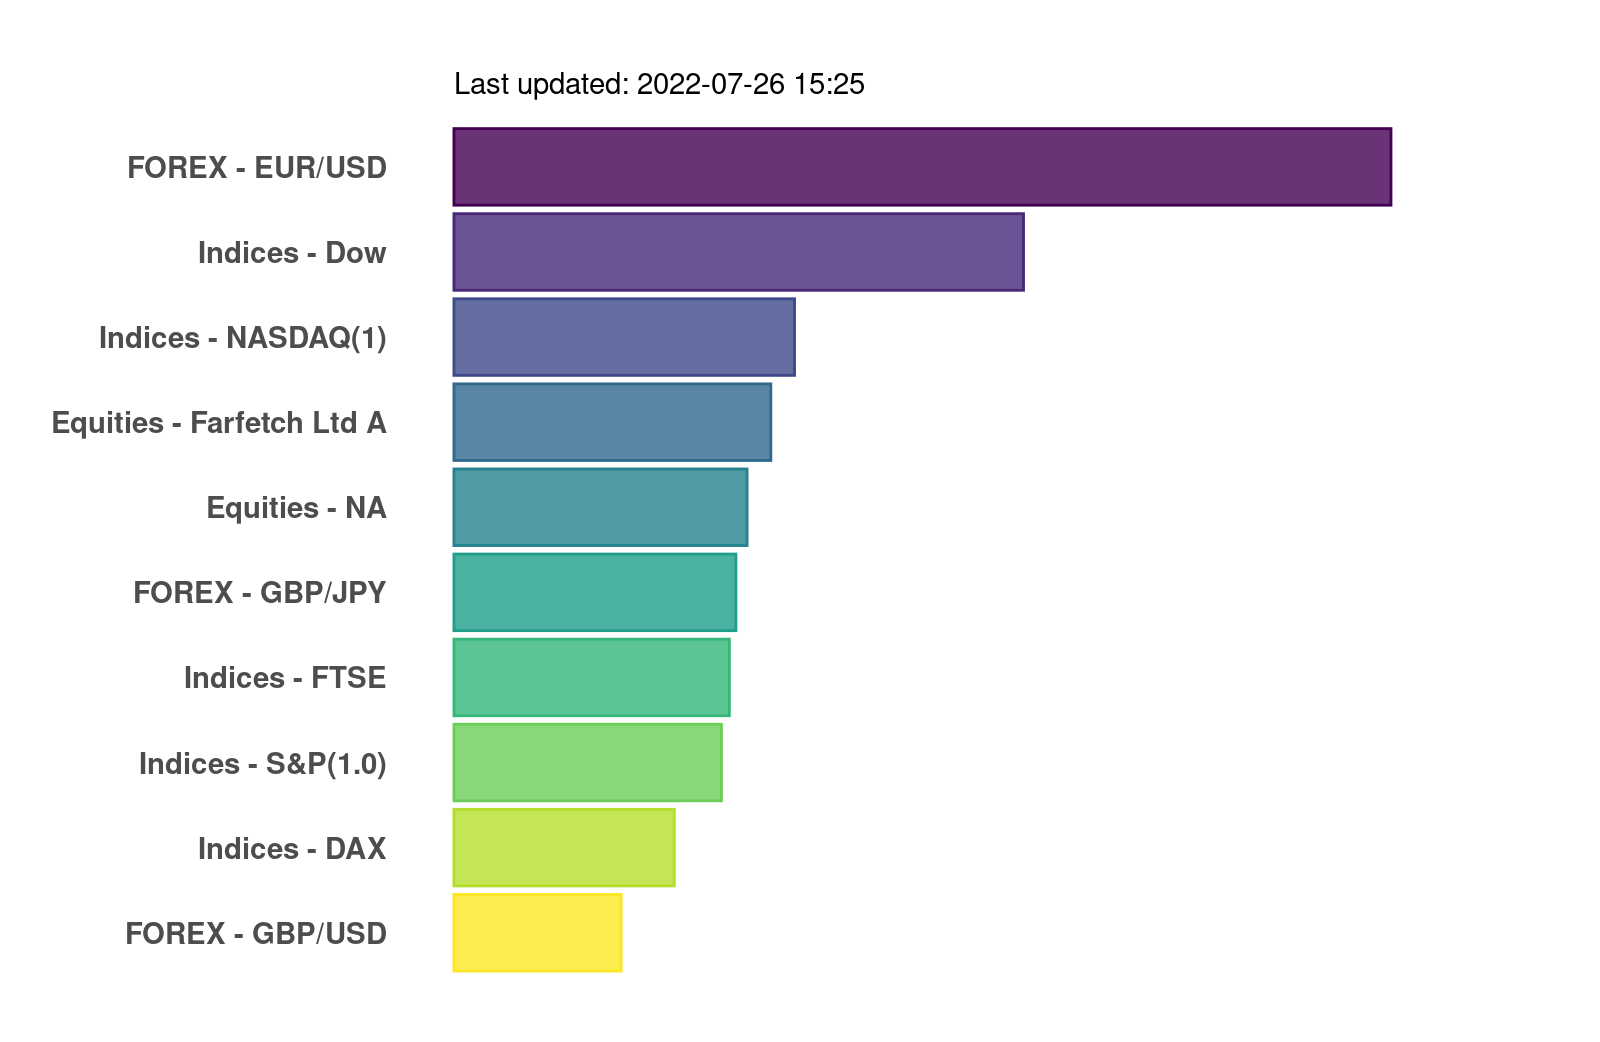 Last updated: 2022-07-26 15:25
FOREX - EUR/USD
Indices - Dow
Indices - NASDAQ(1)
Equities - Farfetch Ltd A
Equities - NA
FOREX - GBP/JPY
Indices - FTSE
Indices - S&P(1.0)
Indices - DAX
FOREX - GBP/USD